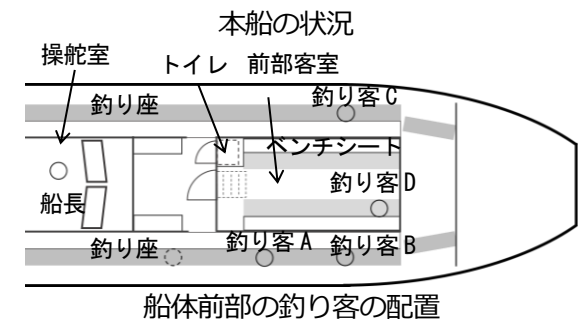 本船の状況
操舵室
トイレ 前部客室
釣り座
釣り客C
ベンチシート
釣り客D
船長
釣り座
釣り客A
釣り客B
船体前部の釣り客の配置